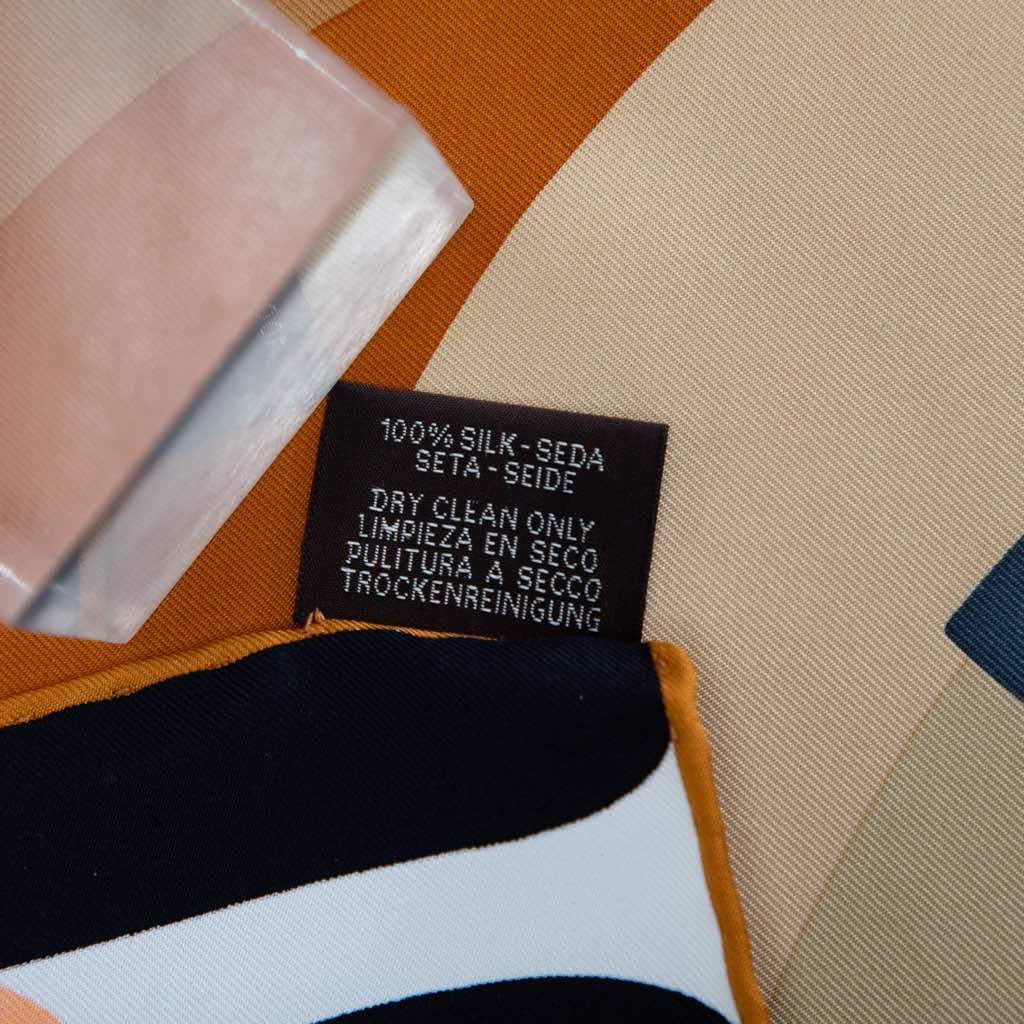 100% SILK-SEDA
SETA-SEIDE
DRY CLEAN ONLY
LIMPIEZA EN SECO
PULITURA A SECCO
TROCKENREINIGUNG